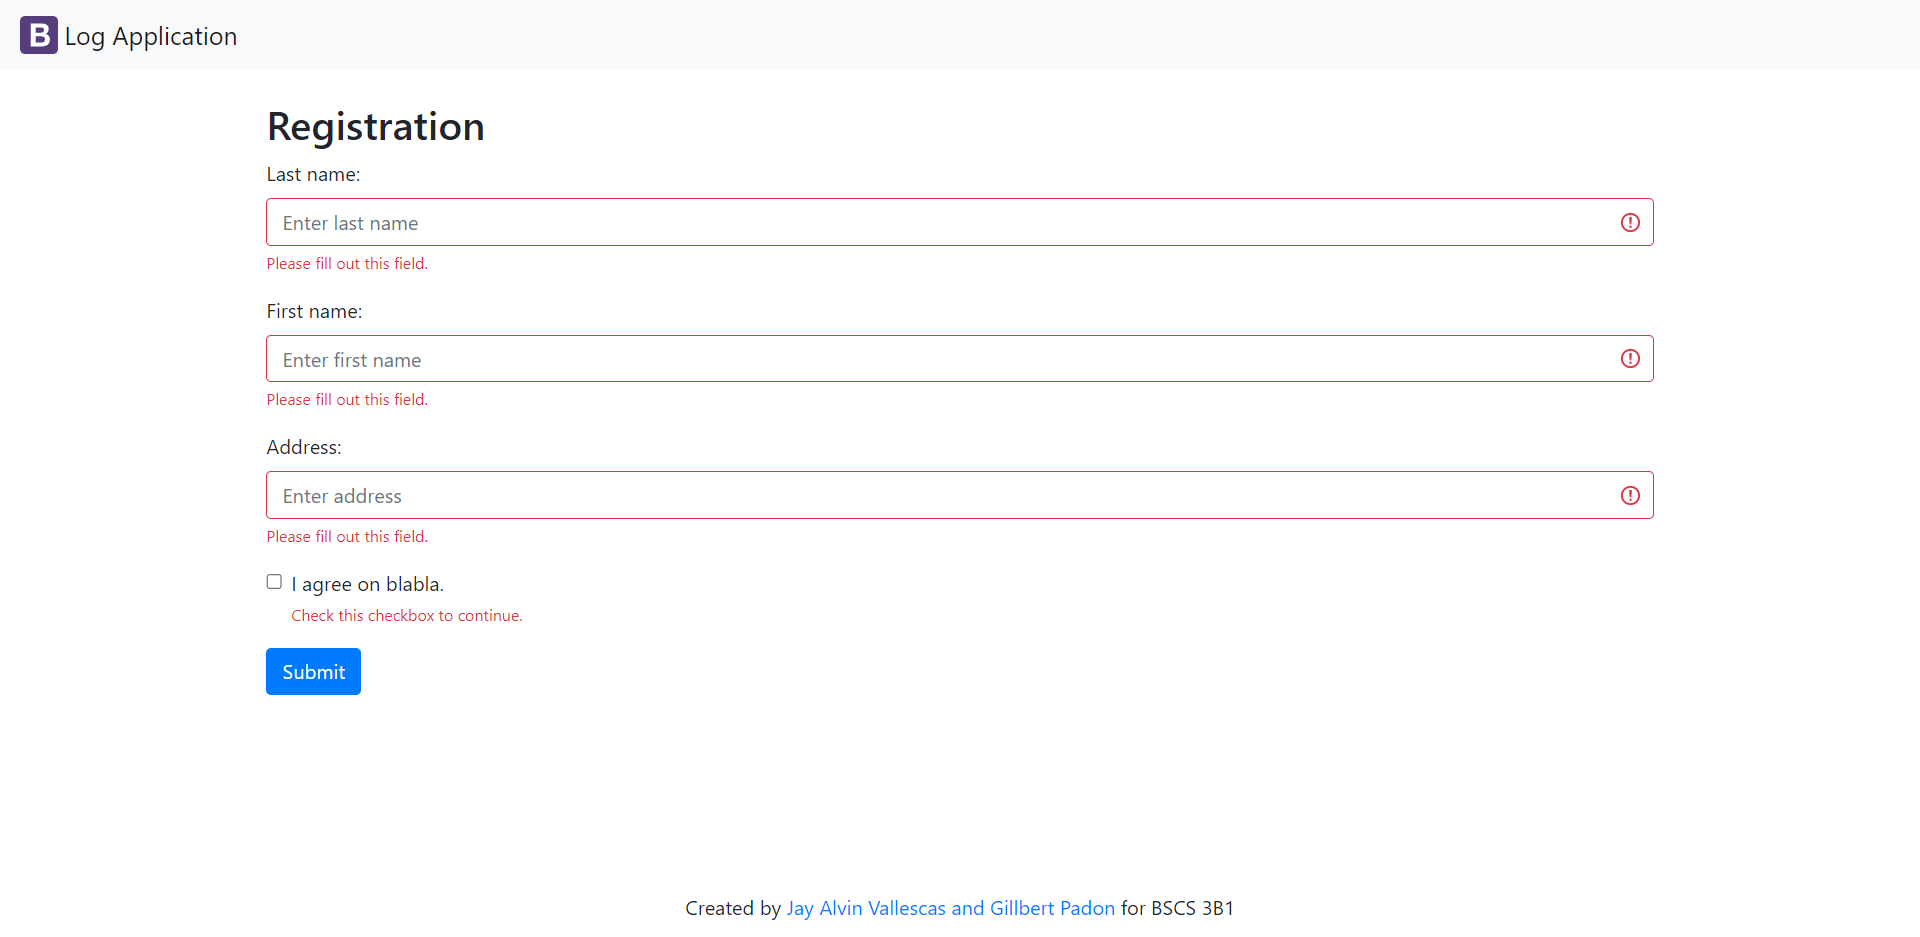 B Log Application
Registration
Last name:
Enter last name
Please fill out this field.
First name:
Enter first name
Please fill out this field.
Address:
Enter address
Please fill out this field.
I agree on blabla.
Check this checkbox to continue.
Submit
Created by Jay Alvin Vallescas and Gillbert Padon for BSCS 3B1